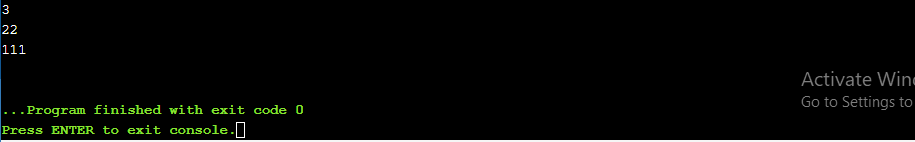 3
22
111
...Program finished with exit code 0
Press ENTER to exit console.
Activate Win
Go to Settings to